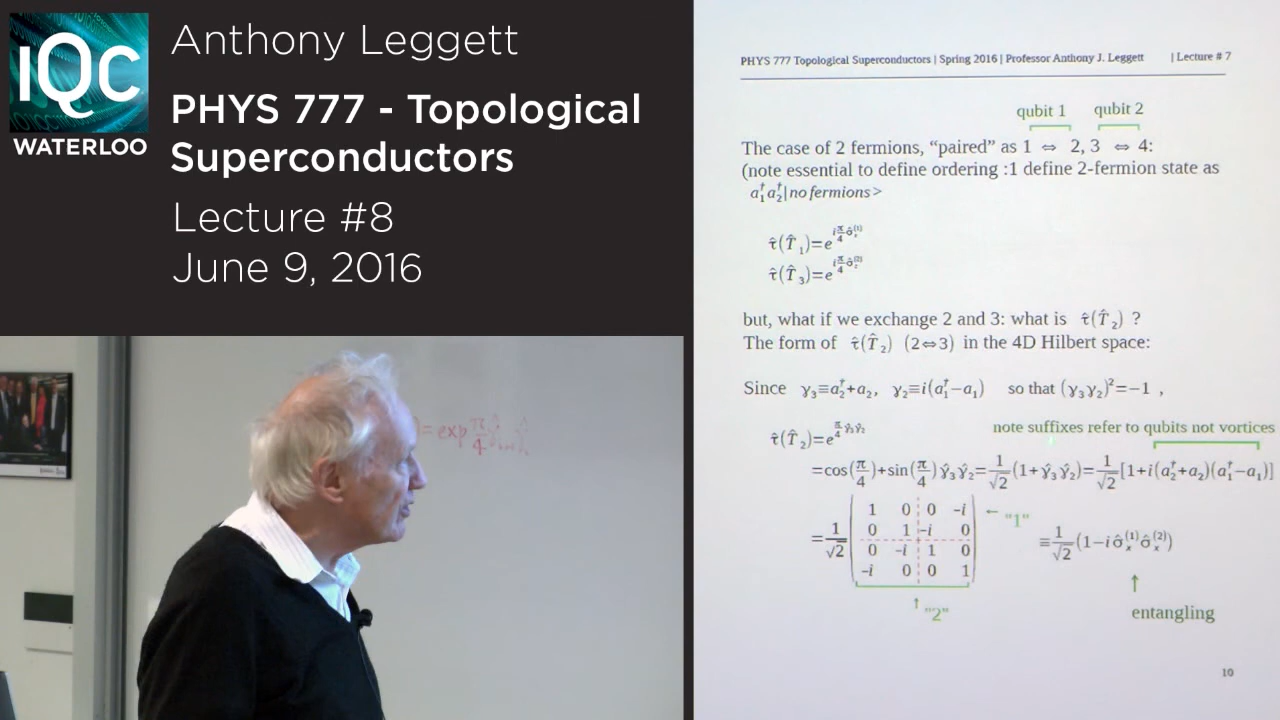 IQC
WATERLOO
Anthony Leggett
PHYS 777 - Topological
Superconductors
Lecture #8
June 9, 2016
= exp π/4
PHYS 777 Topological Superconductors | Spring 2016 | Professor Anthony J. Leggett | Lecture # 7
qubit 1 qubit 2
The case of 2 fermions, “paired” as 1 ⇔ 2, 3 ⇔ 4:
(note essential to define ordering :1 define 2-fermion state as
a₁†a₂†|no fermions>
τ̂(T̂₁)=e^{i π/4 σ̂_z^{(1)}}
τ̂(T̂₃)=e^{i π/4 σ̂_z^{(2)}}
but, what if we exchange 2 and 3: what is τ̂(T̂₂) ?
The form of τ̂(T̂₂) (2⇔3) in the 4D Hilbert space:
Since γ₃≡a₂†+a₂, γ₂≡i(a₁†−a₁) so that (γ₃γ₂)²=−1 ,
τ̂(T̂₂)=e^{π/4 γ̂₃γ̂₂}
note suffixes refer to qubits not vortices
=cos(π/4)+sin(π/4)γ̂₃γ̂₂=1/√2(1+γ̂₃γ̂₂)=1/√2[1+i(a₂†+a₂)(a₁†−a₁)]
1 0 0 -i ← "1"
0 1 -i 0
=1/√2 ≡1/√2(1−iσ̂_x^{(1)}σ̂_x^{(2)})
0 -i 1 0
-i 0 0 1
↑ "2" ↑
entangling
10